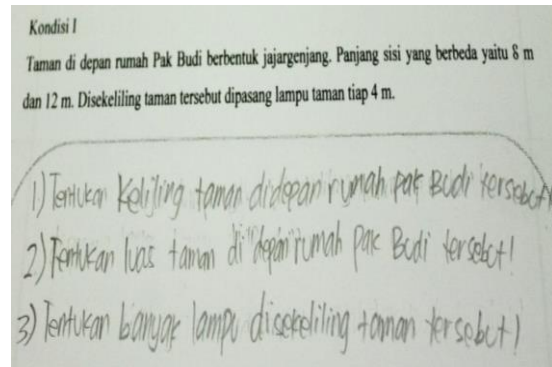 Kondisi I
Taman di depan rumah Pak Budi berbentuk jajargenjang. Panjang sisi yang berbeda yaitu 8 m
dan 12 m. Disekeliling taman tersebut dipasang lampu taman tiap 4 m.
1) Tentukan Keliling taman didepan rumah pak Budi tersebut!
2) Tentukan luas taman di depan rumah pak Budi tersebut!
3) Tentukan banyak lampu disekeliling taman tersebut!